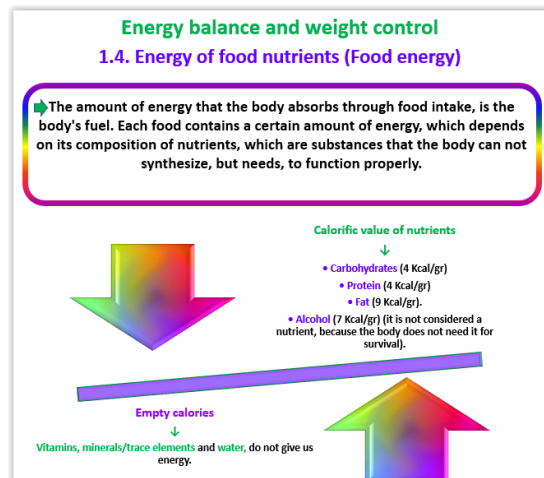 Energy balance and weight control
1.4. Energy of food nutrients (Food energy)
The amount of energy that the body absorbs through food intake, is the
body's fuel. Each food contains a certain amount of energy, which depends
on its composition of nutrients, which are substances that the body can not
synthesize, but needs, to function properly.
Calorific value of nutrients
↓
• Carbohydrates (4 Kcal/gr)
• Protein (4 Kcal/gr)
• Fat (9 Kcal/gr).
• Alcohol (7 Kcal/gr) (it is not considered a
nutrient, because the body does not need it for
survival).
Empty calories
↓
Vitamins, minerals/trace elements and water, do not give us
energy.